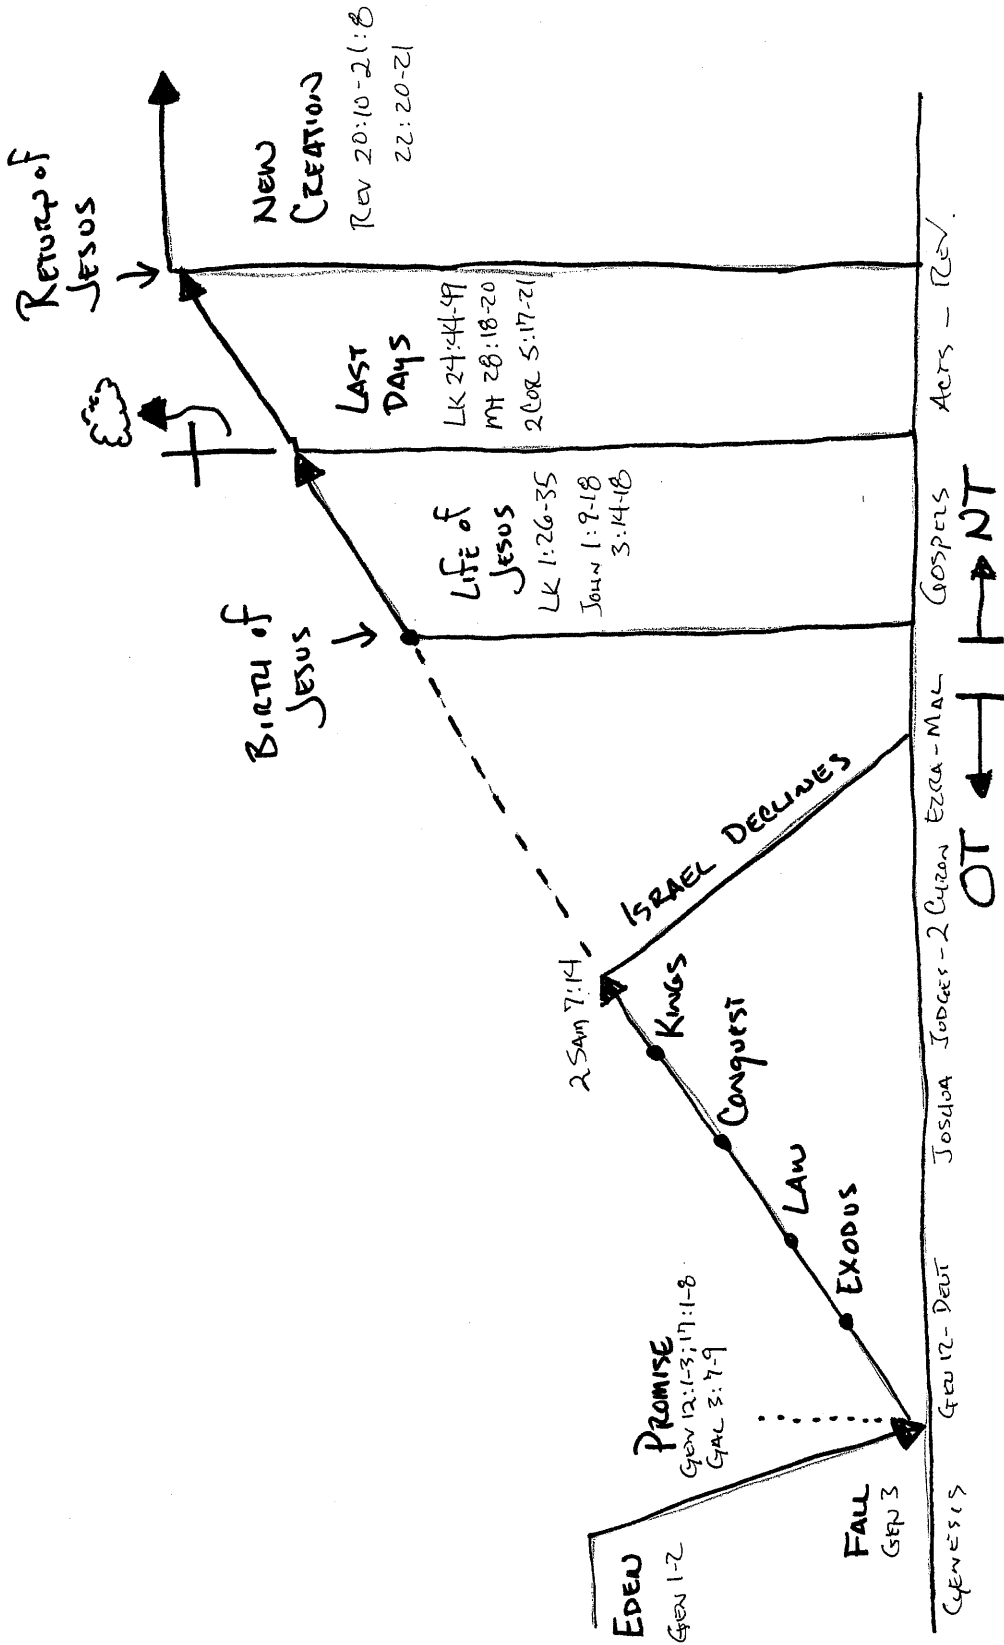 EDEN
GEN 1-2
FALL
GEN 3
PROMISE
GEN 12:1-3; 17:1-8
GAL 3:7-9
EXODUS
LAW
CONQUEST
KINGS
2 SAM 7:14
ISRAEL DECLINES
BIRTH of
JESUS
LIFE of
JESUS
LK 1:26-35
JOHN 1:9-18
3:14-18
LAST
DAYS
LK 24:44-49
MT 28:18-20
2 COR 5:17-21
RETURN of
JESUS
NEW
CREATION
REV 20:10-21:8
22:20-21
GENESIS
GEN 12-DEUT
JOSHUA
JUDGES-2 CHRON
EZRA-MAL
GOSPELS
ACTS - REV.
OT
NT